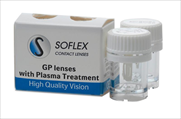 SOFLEX
CONTACT LENSES
GP lenses
with Plasma Treatment
High Quality Vision